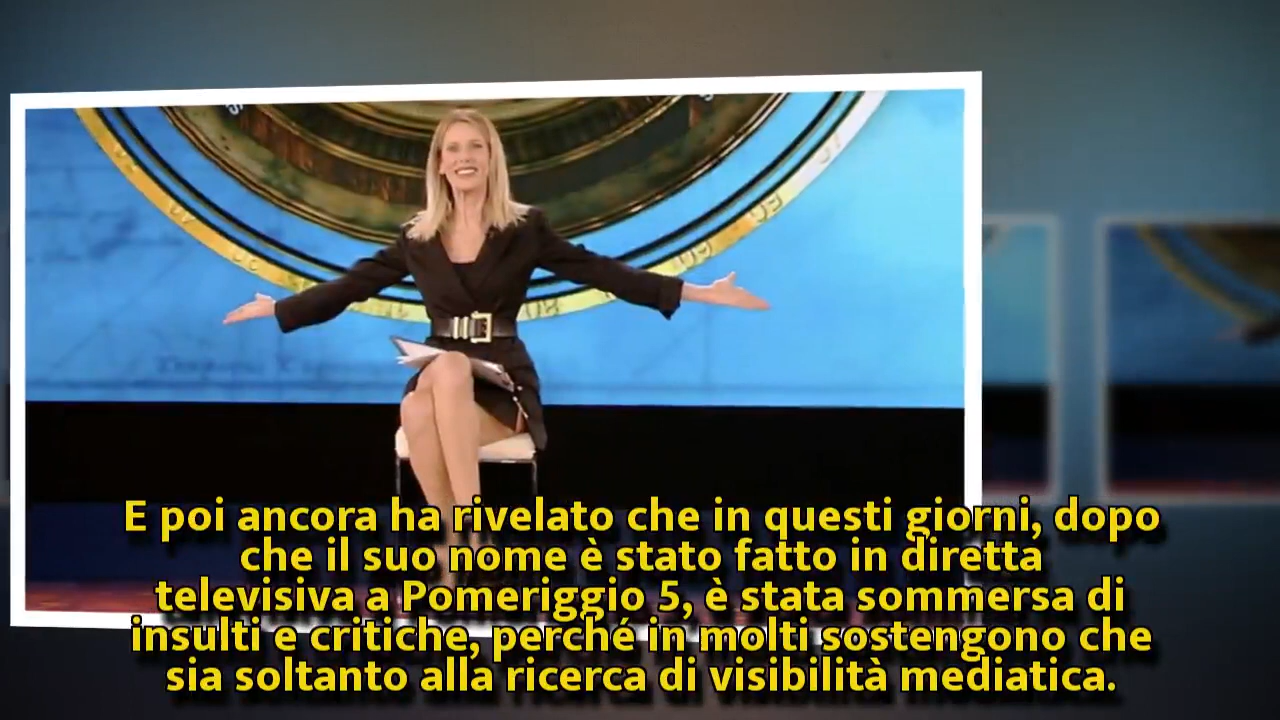 E poi ancora ha rivelato che in questi giorni, dopo
che il suo nome è stato fatto in diretta
televisiva a Pomeriggio 5, è stata sommersa di
insulti e critiche, perché in molti sostengono che
sia soltanto alla ricerca di visibilità mediatica.